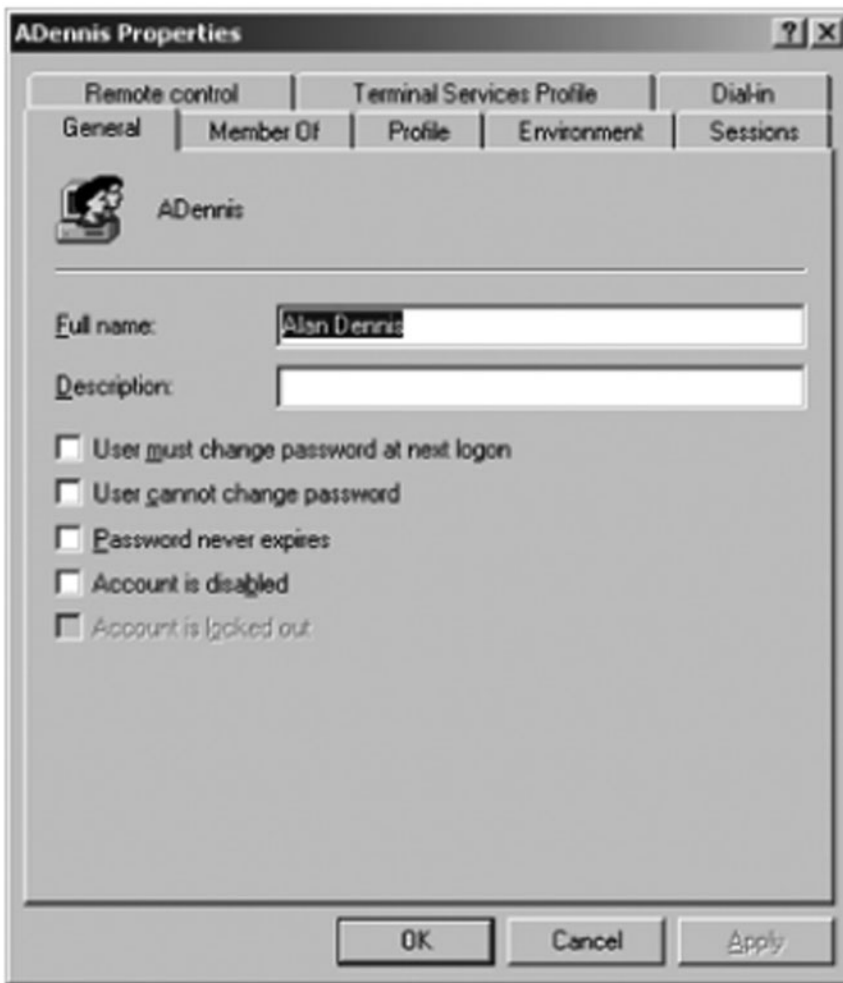 ADennis Properties
Remote control
Terminal Services Profile
Dial-in
General
Member Of
Profile
Environment
Sessions
ADennis
Full name:
Alan Dennis
Description:
User must change password at next logon
User cannot change password
Password never expires
Account is disabled
Account is locked out
OK
Cancel
Apply